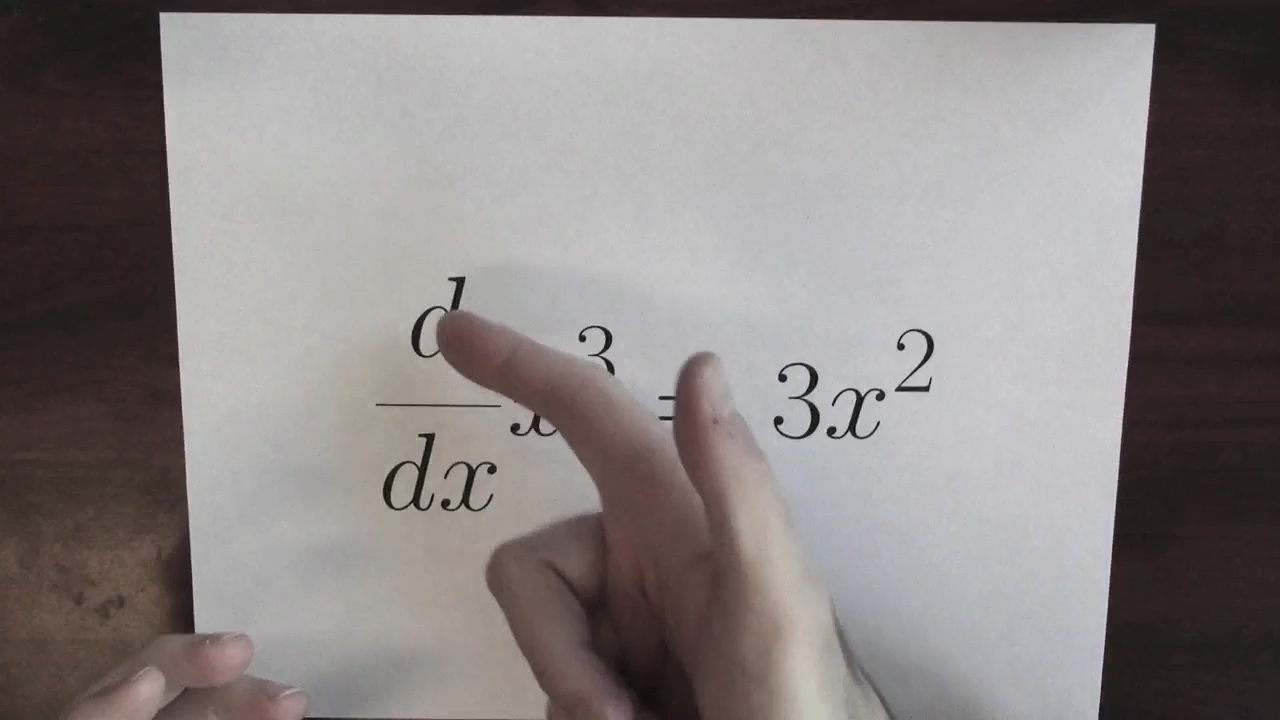 d/dx x³ = 3x²